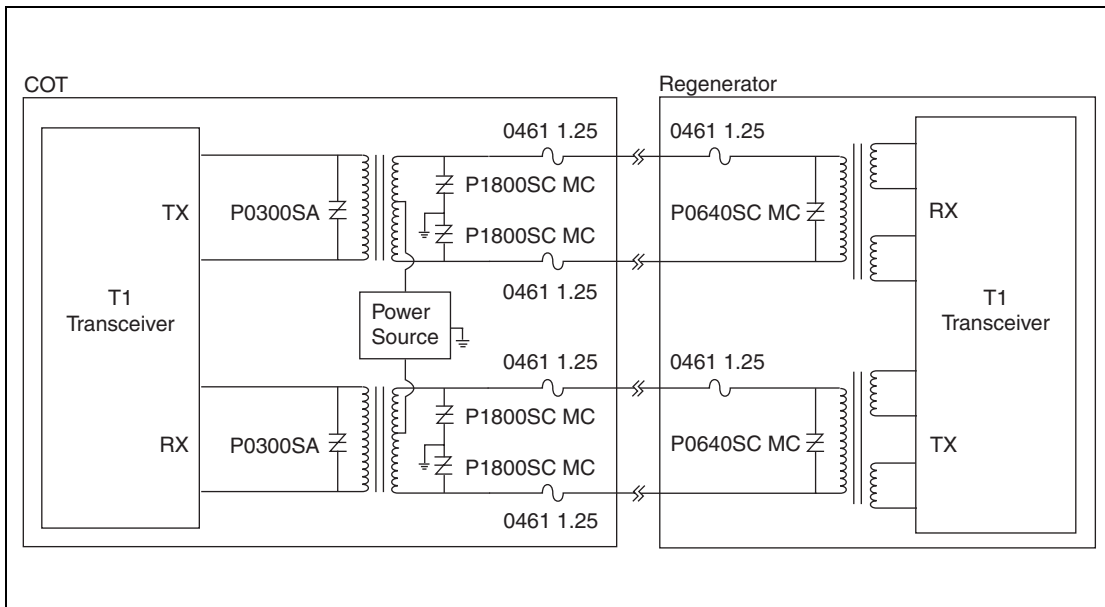 COT
Regenerator
0461 1.25
0461 1.25
P1800SC MC
TX
P0300SA
P0640SC MC
RX
P1800SC MC
0461 1.25
T1
Transceiver
Power
Source
T1
Transceiver
0461 1.25
0461 1.25
P1800SC MC
RX
P0300SA
P0640SC MC
TX
P1800SC MC
0461 1.25